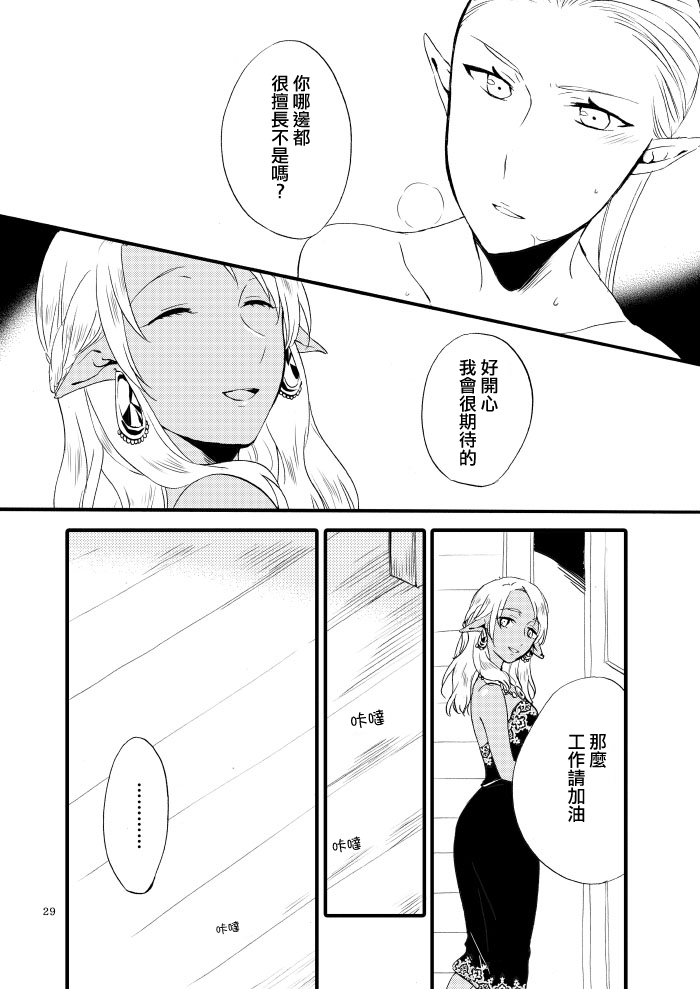 你哪邊都
很擅長不是嗎？
好開心
我會很期待的
那麼
工作請加油
咔噠
咔噠
咔噠
…………
29